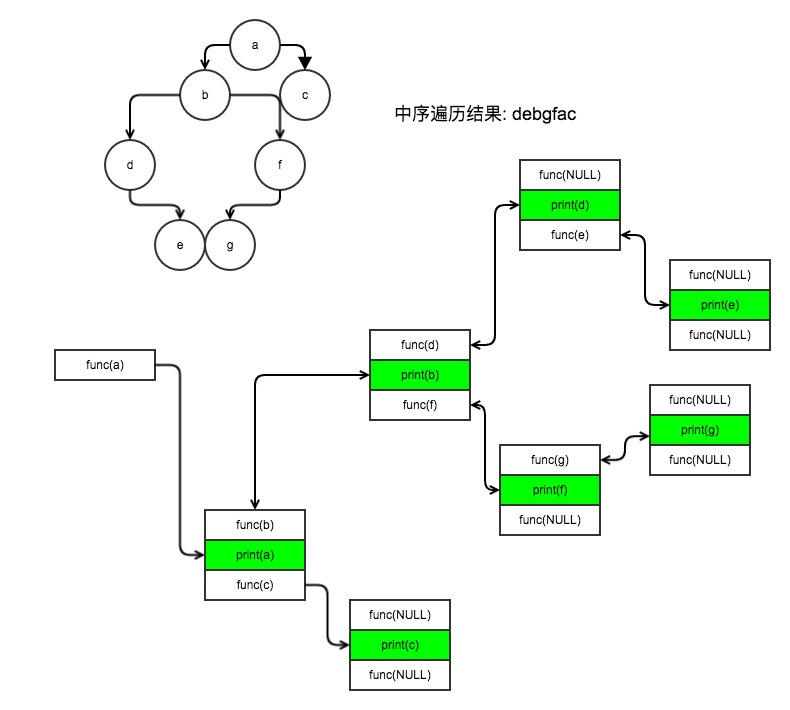 a
b
c
中序遍历结果: debgfac
d
f
e
g
func(NULL)
print(d)
func(e)
func(NULL)
print(e)
func(NULL)
func(d)
print(b)
func(f)
func(a)
func(NULL)
print(g)
func(NULL)
func(g)
print(f)
func(NULL)
func(b)
print(a)
func(c)
func(NULL)
print(c)
func(NULL)